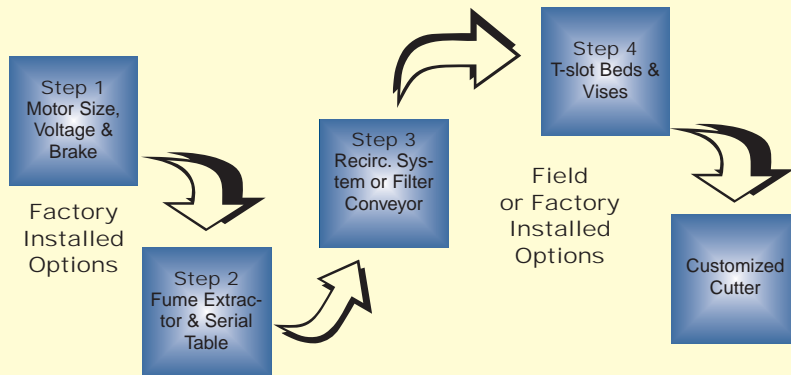 Step 1
Motor Size,
Voltage &
Brake
Factory
Installed
Options
Step 2
Fume Extrac-
tor & Serial
Table
Step 3
Recirc. Sys-
tem or Filter
Conveyor
Step 4
T-slot Beds &
Vises
Field
or Factory
Installed
Options
Customized
Cutter